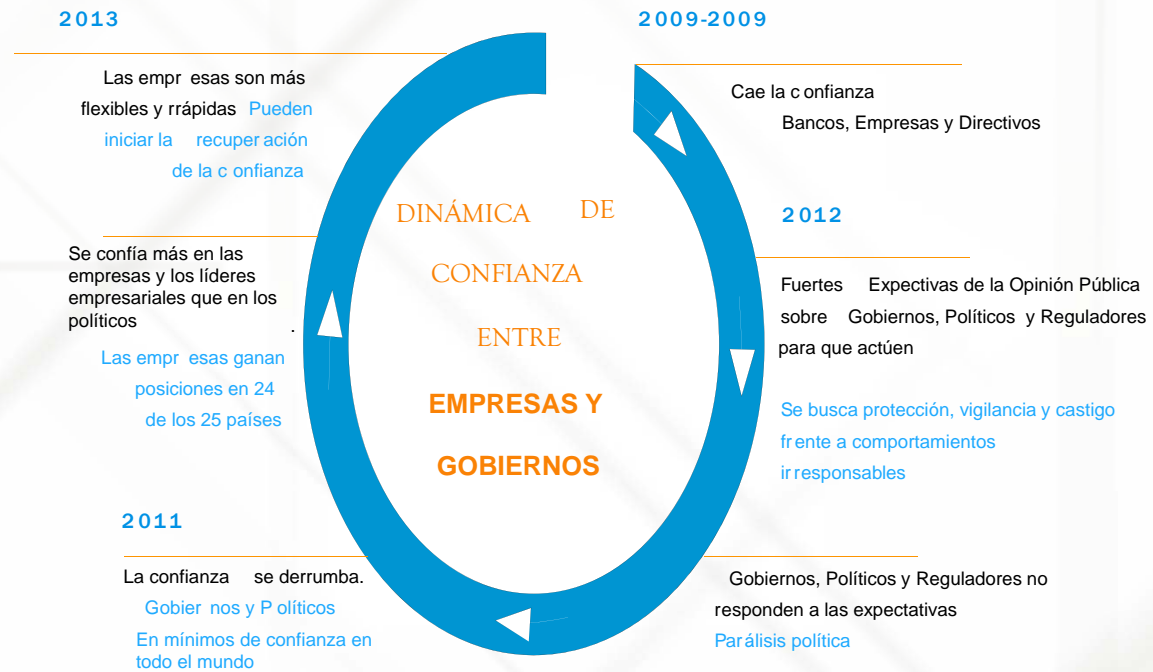 2013
Las empr esas son más
flexibles y rrápidas Pueden
iniciar la recuper ación
de la c onfianza
Se confía más en las
empresas y los líderes
empresariales que en los
políticos
.
Las empr esas ganan
posiciones en 24
de los 25 países
2011
La confianza se derrumba.
Gobier nos y P olíticos
En mínimos de confianza en
todo el mundo
DINÁMICA DE
CONFIANZA
ENTRE
EMPRESAS Y
GOBIERNOS
2009-2009
Cae la c onfianza
Bancos, Empresas y Directivos
2012
Fuertes Expectivas de la Opinión Pública
sobre Gobiernos, Políticos y Reguladores
para que actúen
Se busca protección, vigilancia y castigo
fr ente a comportamientos
ir responsables
Gobiernos, Políticos y Reguladores no
responden a las expectativas
Parálisis política